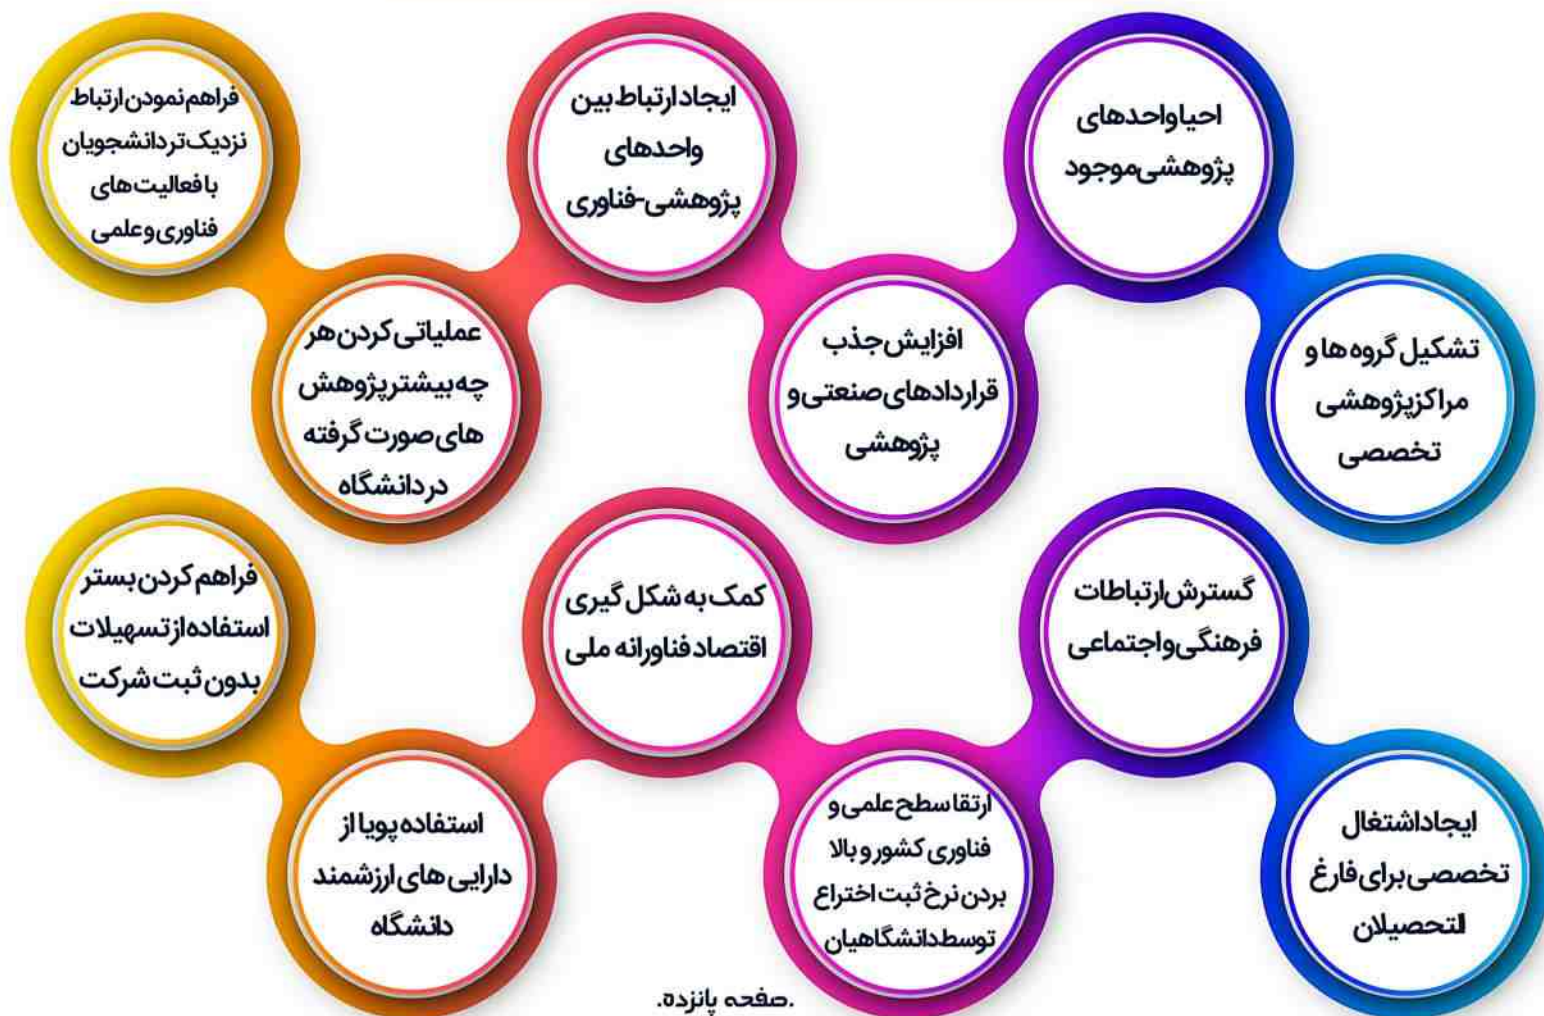 احیا واحدهای
پژوهشی موجود
تشکیل گروه ها و
مراکز پژوهشی
تخصصی
ایجاد ارتباط بین
واحدهای
پژوهشی-فناوری
افزایش جذب
قراردادهای صنعتی و
پژوهشی
فراهم نمودن ارتباط
نزدیک تر دانشجویان
با فعالیت های
فناوری و علمی
عملیاتی کردن هر
چه بیشتر پژوهش
های صورت گرفته
در دانشگاه
گسترش ارتباطات
فرهنگی و اجتماعی
ایجاد اشتغال
تخصصی برای فارغ
التحصیلان
کمک به شکل گیری
اقتصاد فناورانه ملی
ارتقا سطح علمی و
فناوری کشور و بالا
بردن نرخ ثبت اختراع
توسط دانشگاهیان
فراهم کردن بستر
استفاده از تسهیلات
بدون ثبت شرکت
استفاده پویا از
دارایی های ارزشمند
دانشگاه
.صفحه پانزده.